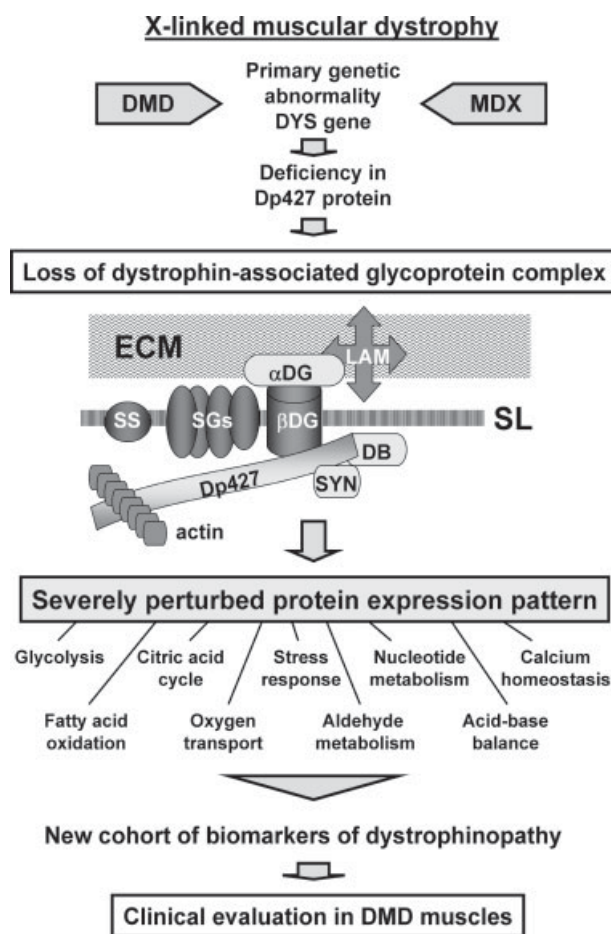 X-linked muscular dystrophy
Primary genetic
abnormality
DYS gene
DMD
MDX
Deficiency in
Dp427 protein
Loss of dystrophin-associated glycoprotein complex
ECM
LAM
αDG
SS
SGs
βDG
SL
DB
SYN
Dp427
actin
Severely perturbed protein expression pattern
Glycolysis
Citric acid
cycle
Stress
response
Nucleotide
metabolism
Calcium
homeostasis
Fatty acid
oxidation
Oxygen
transport
Aldehyde
metabolism
Acid-base
balance
New cohort of biomarkers of dystrophinopathy
Clinical evaluation in DMD muscles